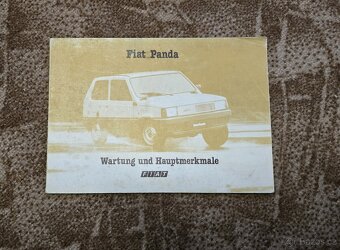 Fiat Panda
Wartung und Hauptmerkmale
FIAT